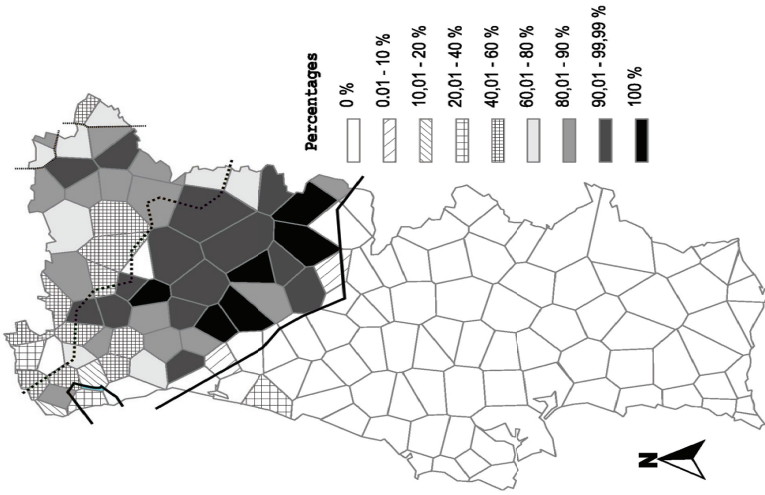 Percentages
0 %
0.01 - 10 %
10,01 - 20 %
20,01 - 40 %
40,01 - 60 %
60,01 - 80 %
80,01 - 90 %
90,01 - 99,99 %
100 %
N